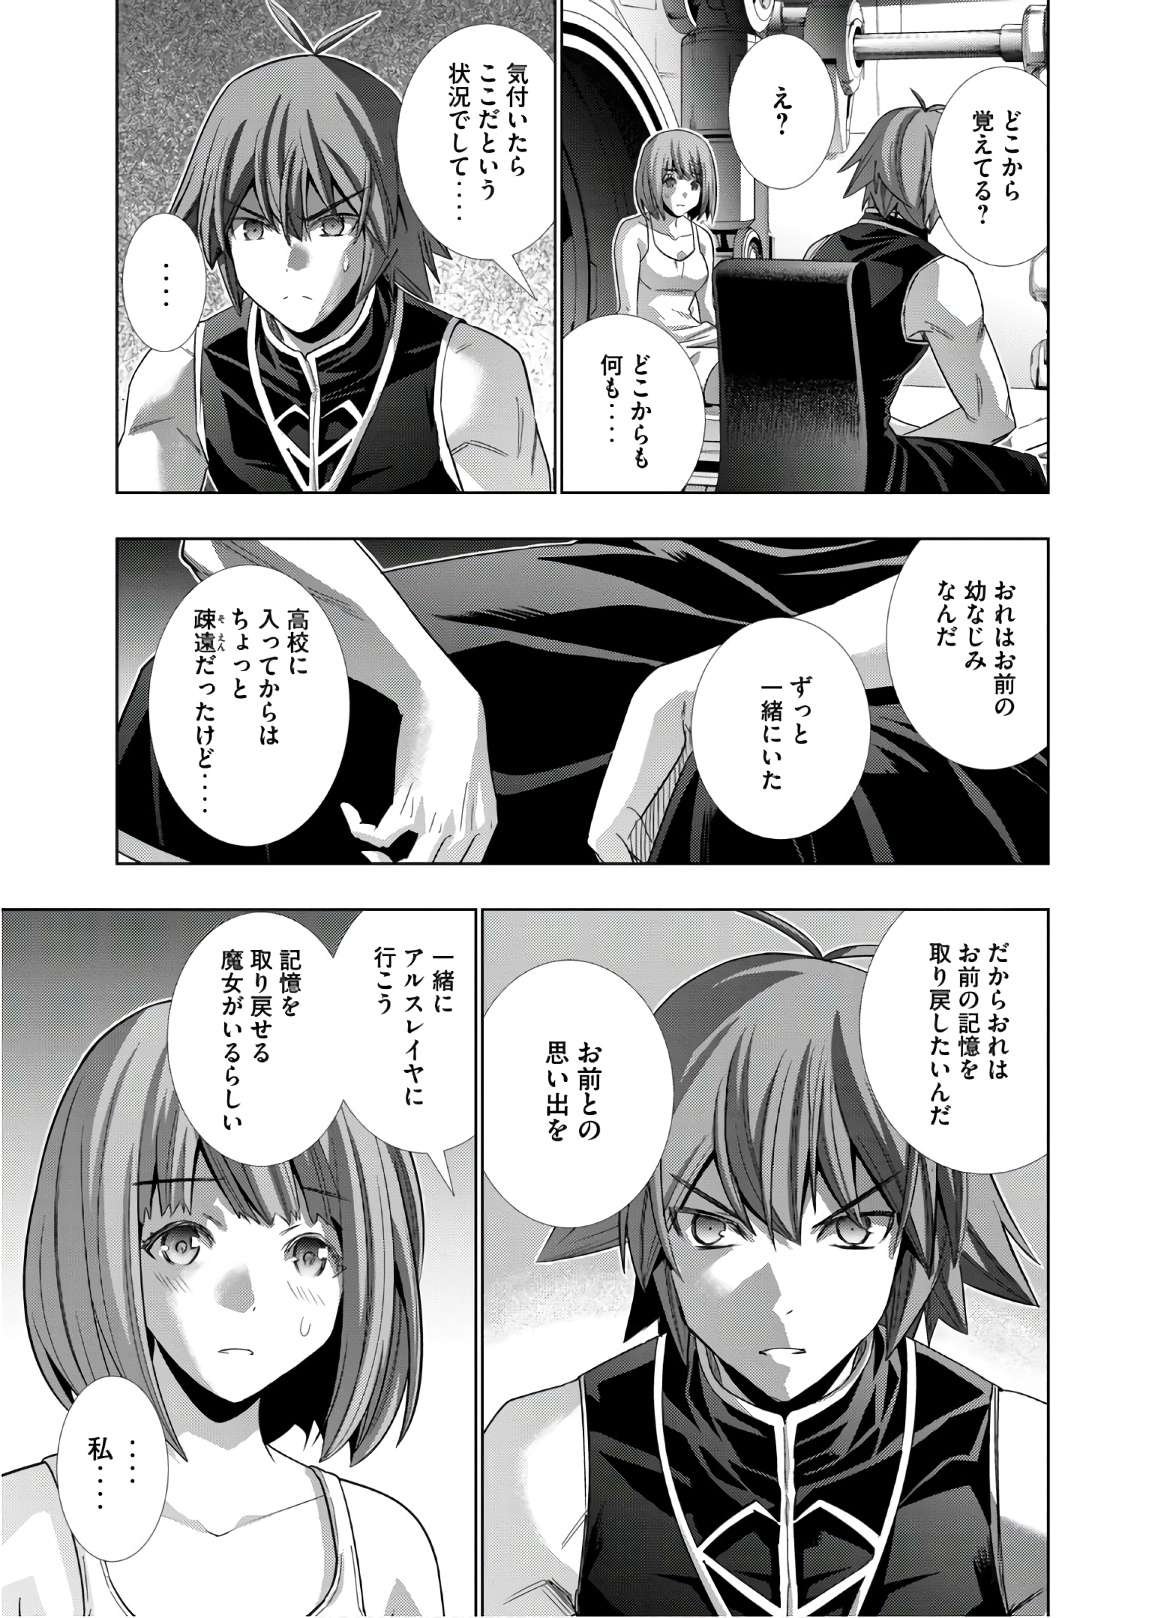 どこから
覚えてる?
え?
どこからも
何も‥‥
気付いたら
ここだという
状況でして‥‥
‥‥
おれはお前の
幼なじみ
なんだ
ずっと
一緒にいた
高校に
入ってからは
ちょっと
疎遠だったけど‥‥
そえん
だからおれは
お前の記憶を
取り戻したいんだ
お前との
思い出を
一緒に
アルスレイヤに
行こう
記憶を
取り戻せる
魔女がいるらしい
‥‥
私‥‥